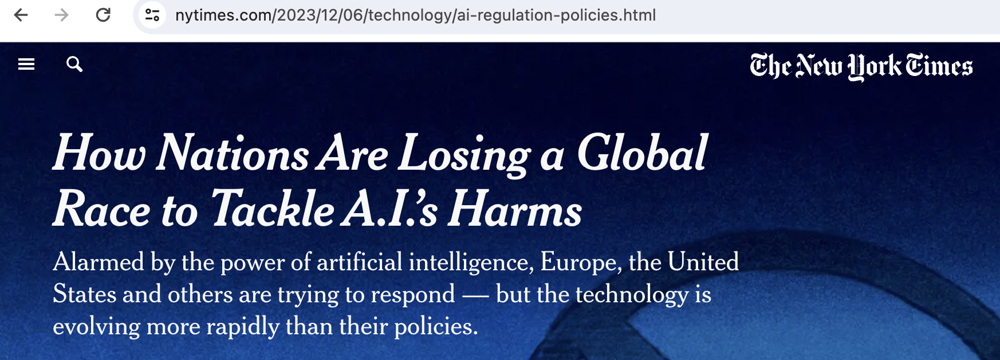 nytimes.com/2023/12/06/technology/ai-regulation-policies.html
The New York Times
How Nations Are Losing a Global
Race to Tackle A.I.’s Harms
Alarmed by the power of artificial intelligence, Europe, the United
States and others are trying to respond — but the technology is
evolving more rapidly than their policies.